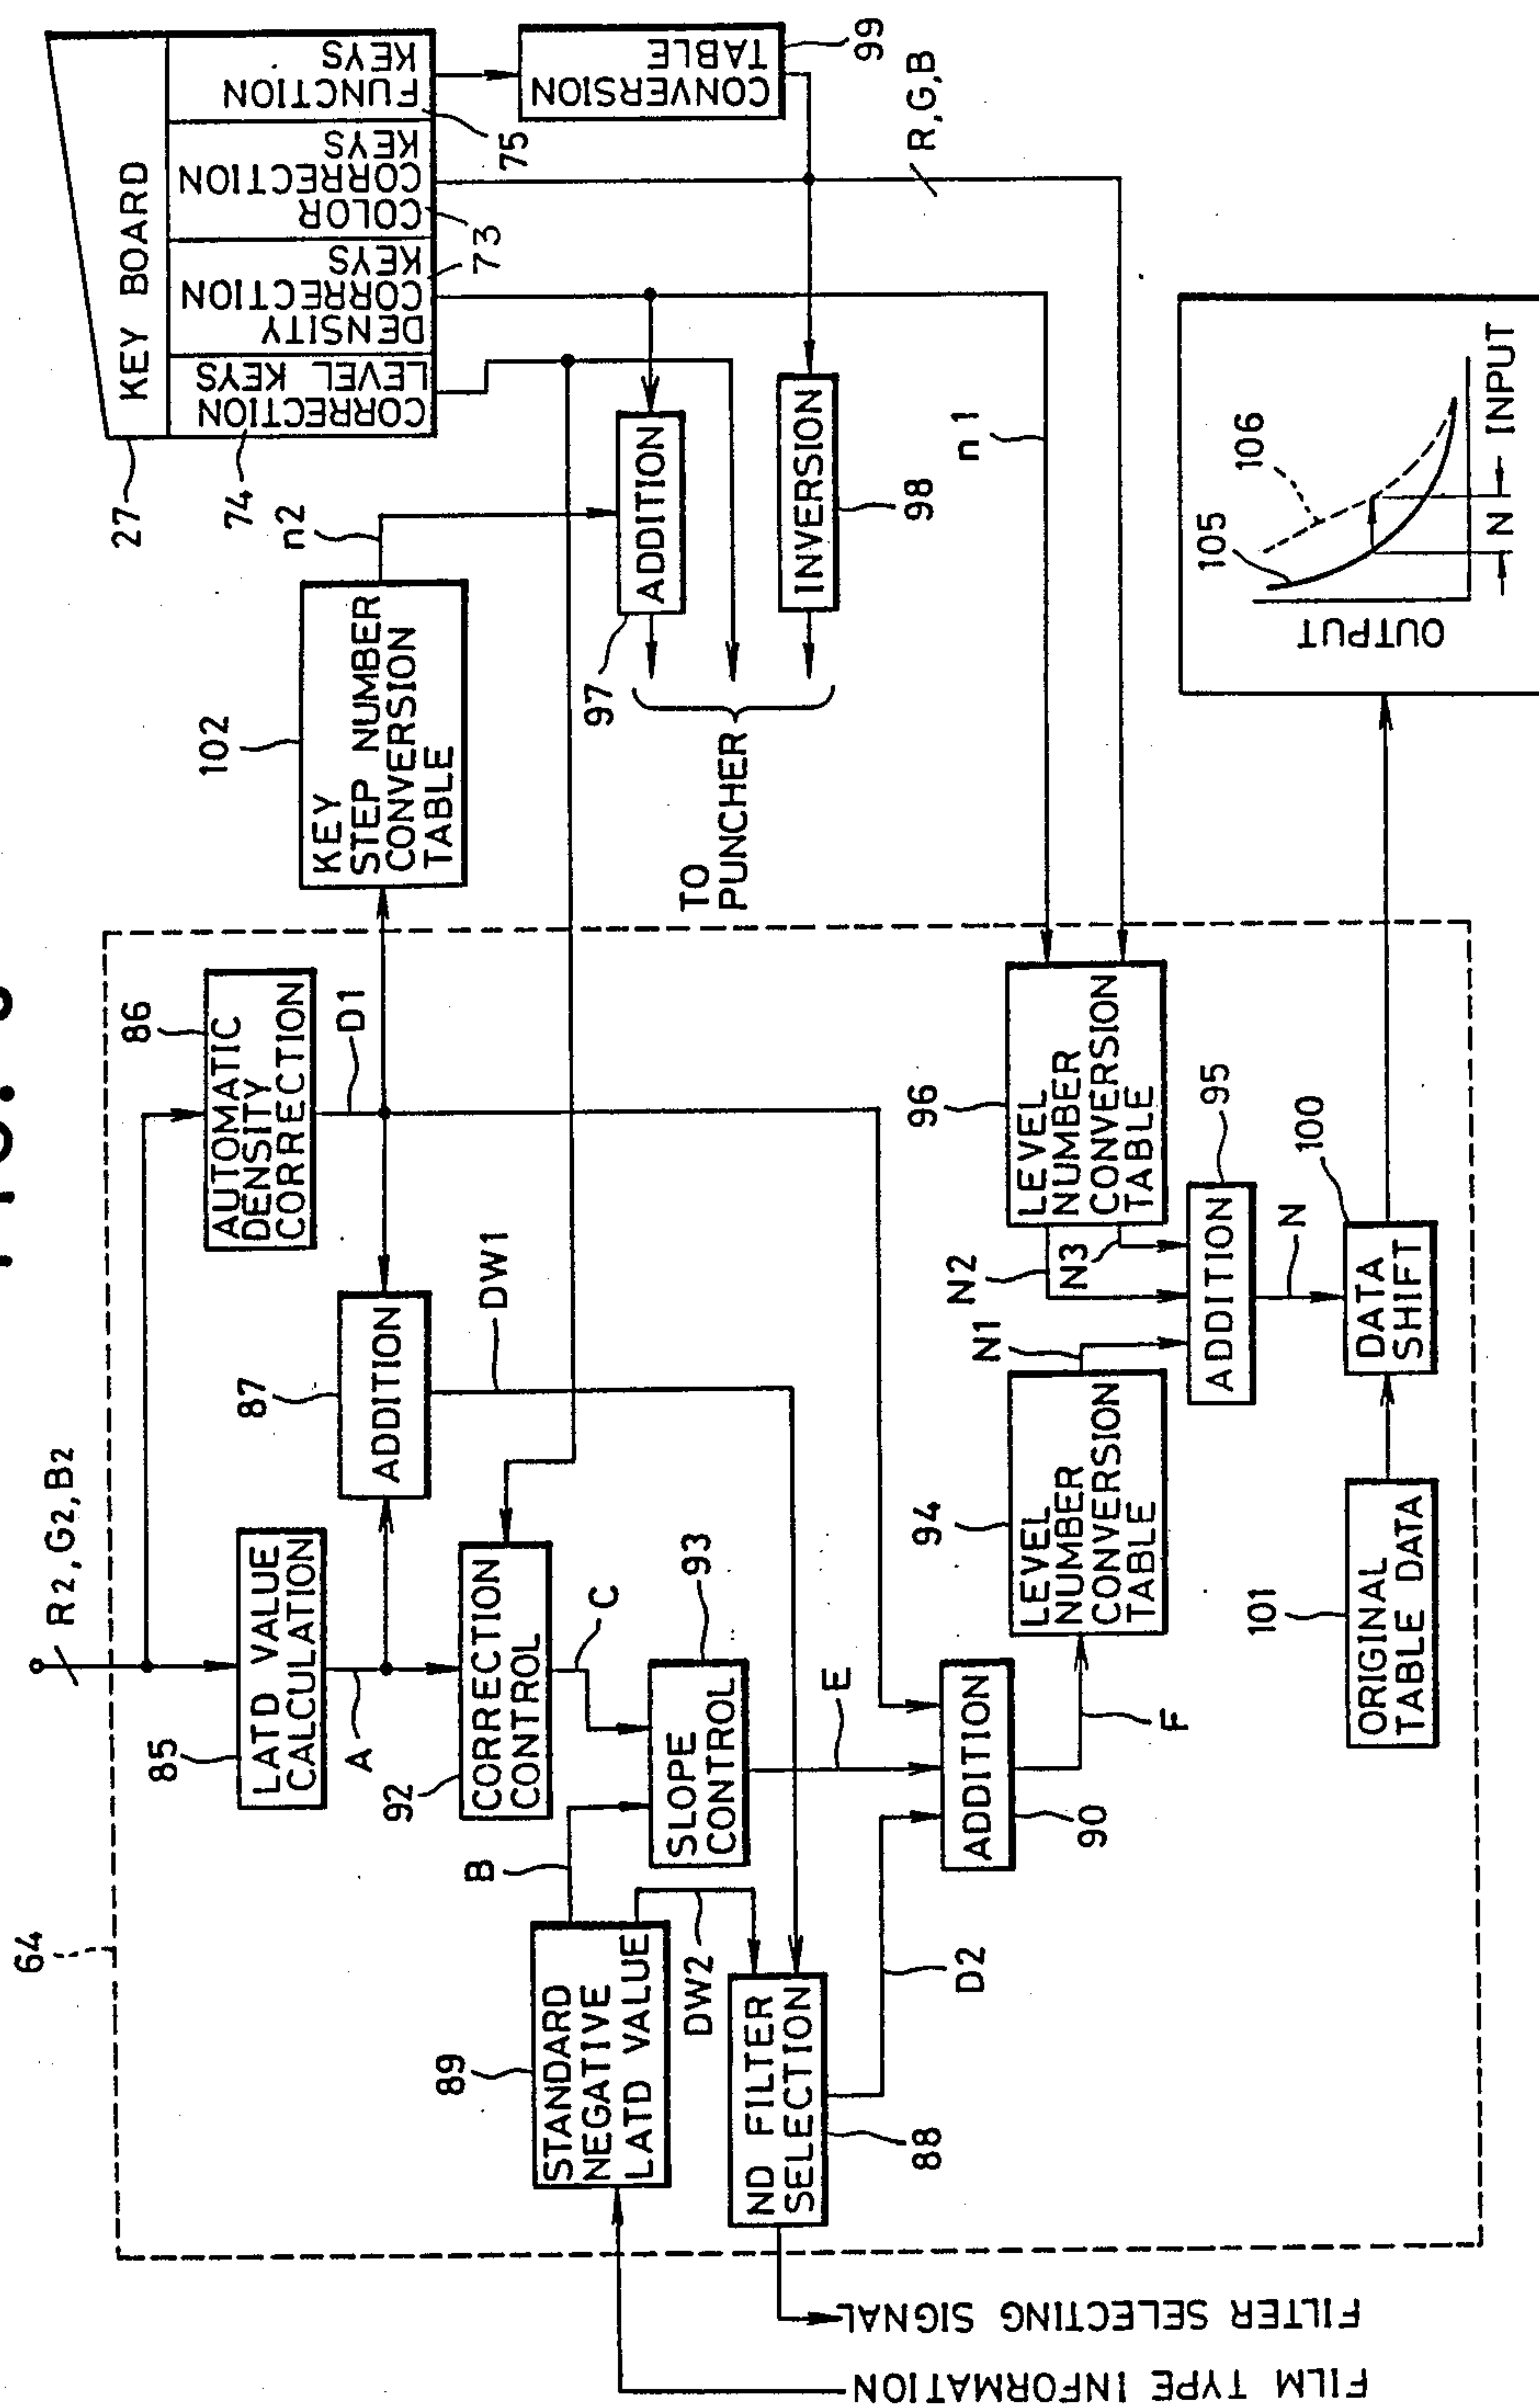 64
R2, G2, B2
FILM TYPE INFORMATION
FILTER SELECTING SIGNAL
89
STANDARD
NEGATIVE
LATD VALUE
B
DW2
ND FILTER
SELECTION
88
D2
85
LATD VALUE
CALCULATION
A
92
CORRECTION
CONTROL
C
SLOPE
CONTROL
93
E
ADDITION
90
F
87
ADDITION
DW1
86
AUTOMATIC
DENSITY
CORRECTION
D1
94
LEVEL
NUMBER
CONVERSION
TABLE
N1
96
LEVEL
NUMBER
CONVERSION
TABLE
N2
N3
ADDITION
95
N
101
ORIGINAL
TABLE DATA
DATA
SHIFT
100
102
KEY
STEP NUMBER
CONVERSION
TABLE
n2
27
KEY BOARD
74
CORRECTION
LEVEL KEYS
DENSITY
CORRECTION
KEYS
73
COLOR
CORRECTION
KEYS
FUNCTION
KEYS
75
CONVERSION
TABLE
99
R,G,B
ADDITION
97
INVERSION
98
TO
PUNCHER
n1
OUTPUT
105
106
N
INPUT